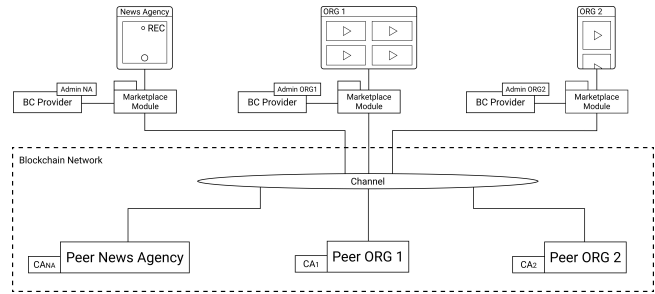 News Agency
REC
ORG 1
ORG 2
Admin NA
BC Provider
Marketplace
Module
Admin ORG1
BC Provider
Marketplace
Module
Admin ORG2
BC Provider
Marketplace
Module
Blockchain Network
Channel
CANA
Peer News Agency
CA1
Peer ORG 1
CA2
Peer ORG 2